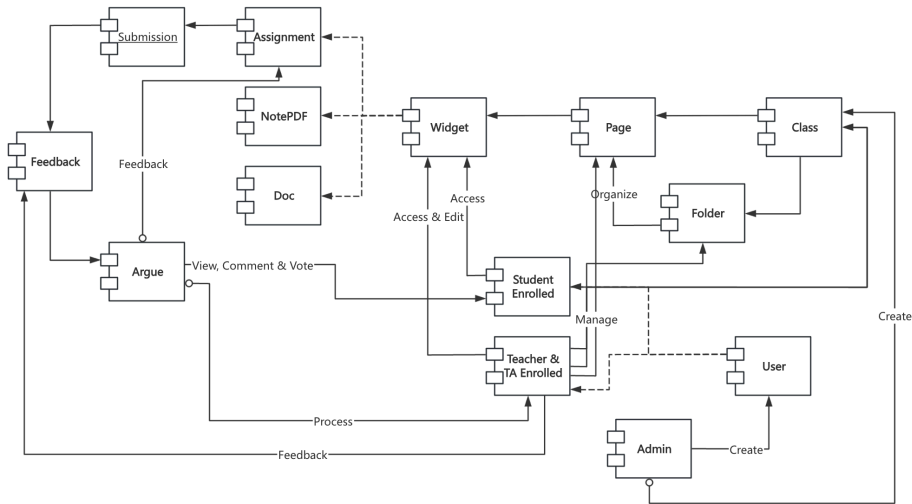 Submission
Assignment
NotePDF
Widget
Page
Class
Feedback
Feedback
Doc
Access
Organize
Folder
Access & Edit
Argue
View, Comment & Vote
Student
Enrolled
Manage
Create
Teacher &
TA Enrolled
User
Process
Feedback
Admin
Create